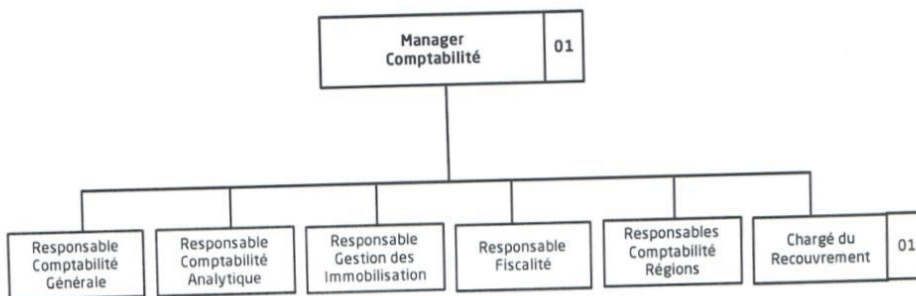 Manager
Comptabilité
01
Responsable
Comptabilité
Générale
Responsable
Comptabilité
Analytique
Responsable
Gestion des
Immobilisation
Responsable
Fiscalité
Responsables
Comptabilité
Régions
Chargé du
Recouvrement
01